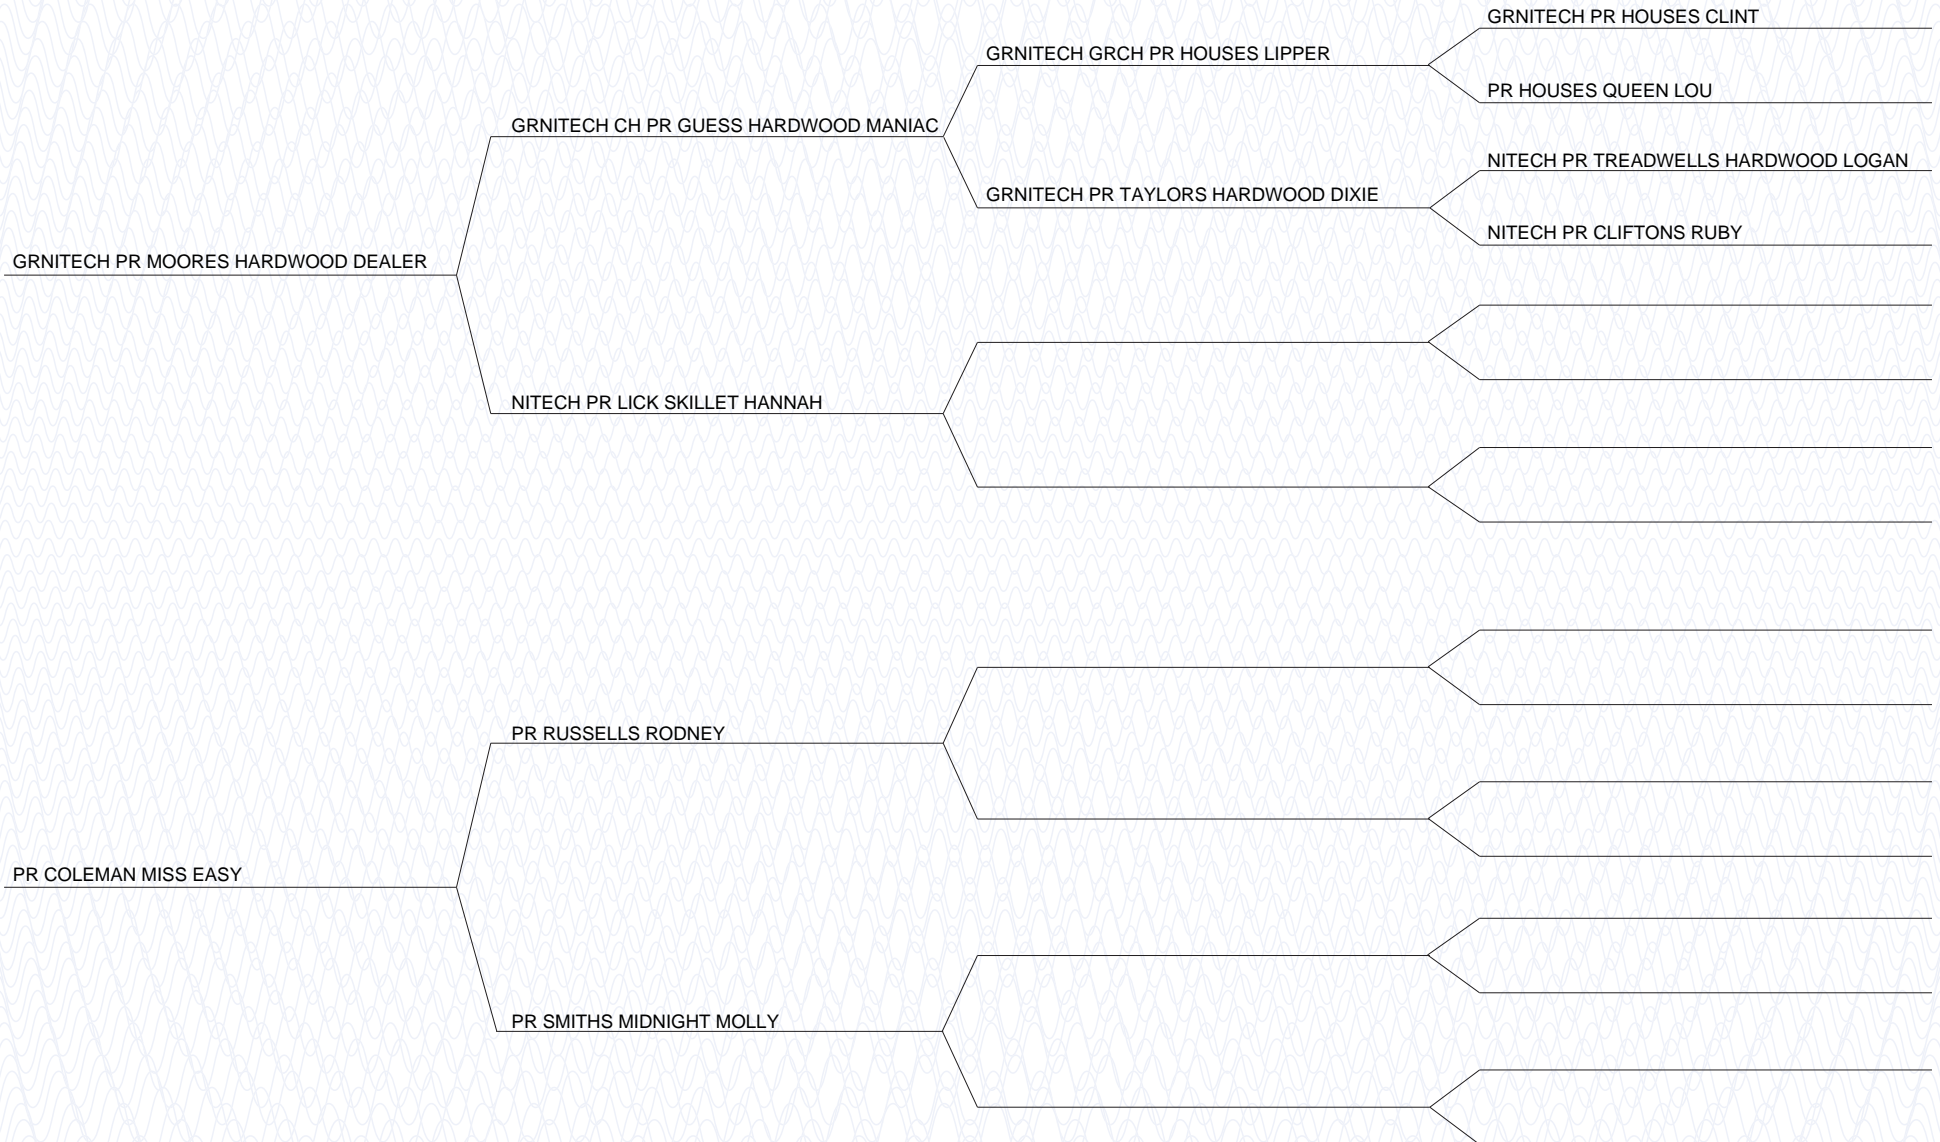 GRNITECH PR HOUSES CLINT
GRNITECH GRCH PR HOUSES LIPPER
PR HOUSES QUEEN LOU
GRNITECH CH PR GUESS HARDWOOD MANIAC
NITECH PR TREADWELLS HARDWOOD LOGAN
GRNITECH PR TAYLORS HARDWOOD DIXIE
NITECH PR CLIFTONS RUBY
GRNITECH PR MOORES HARDWOOD DEALER
NITECH PR LICK SKILLET HANNAH
PR RUSSELLS RODNEY
PR COLEMAN MISS EASY
PR SMITHS MIDNIGHT MOLLY